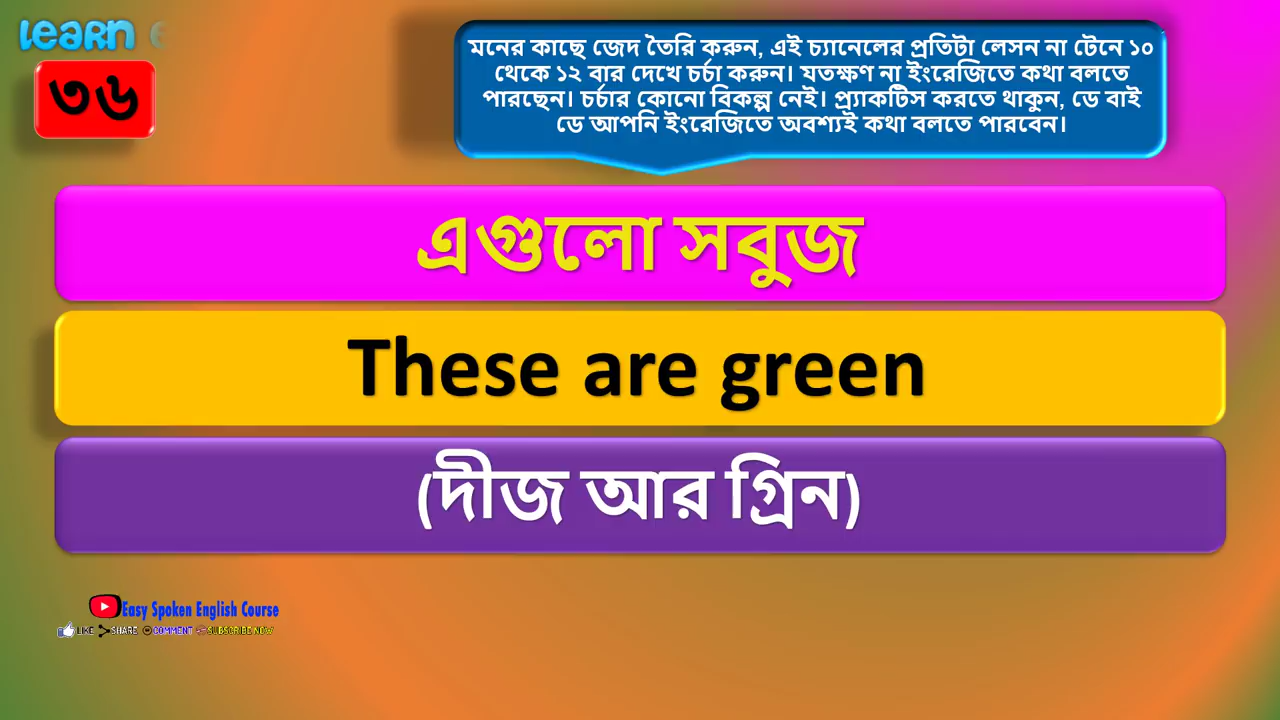 Learn
৩৬
মনের কাছে জেদ তৈরি করুন, এই চ্যানেলের প্রতিটা লেসন না টেনে ১০
থেকে ১২ বার দেখে চর্চা করুন। যতক্ষণ না ইংরেজিতে কথা বলতে
পারছেন। চর্চার কোনো বিকল্প নেই। প্র্যাকটিস করতে থাকুন, ডে বাই
ডে আপনি ইংরেজিতে অবশ্যই কথা বলতে পারবেন।
এগুলো সবুজ
These are green
(দীজ আর গ্রিন)
Easy Spoken English Course
LIKE SHARE COMMENT SUBSCRIBE NOW